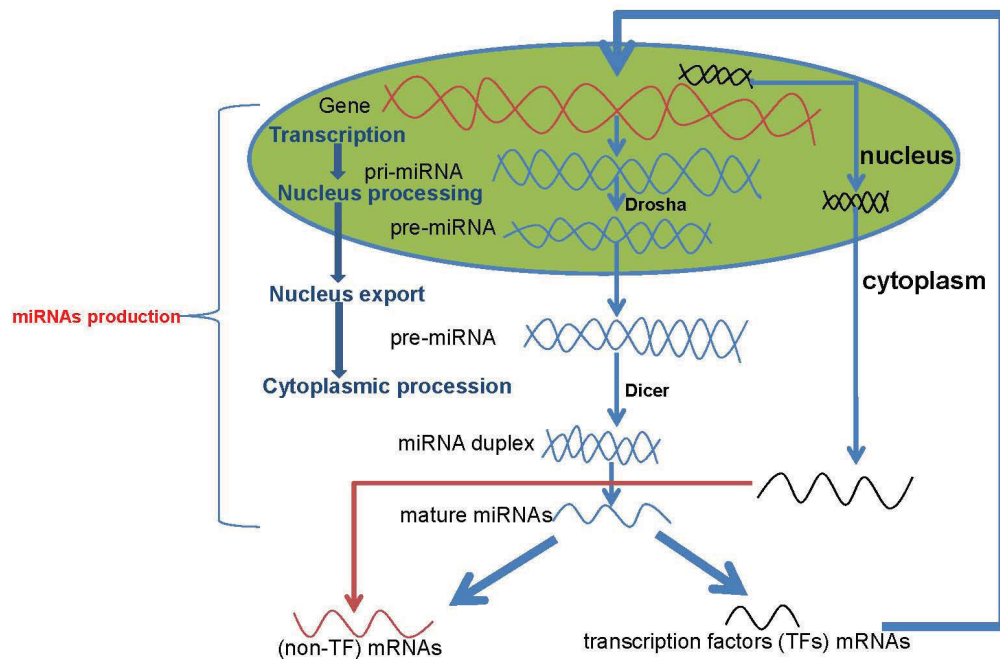 Gene
Transcription
pri-miRNA
nucleus
Nucleus processing
Drosha
pre-miRNA
cytoplasm
Nucleus export
miRNAs production
pre-miRNA
Cytoplasmic procession
Dicer
miRNA duplex
mature miRNAs
(non-TF) mRNAs
transcription factors (TFs) mRNAs